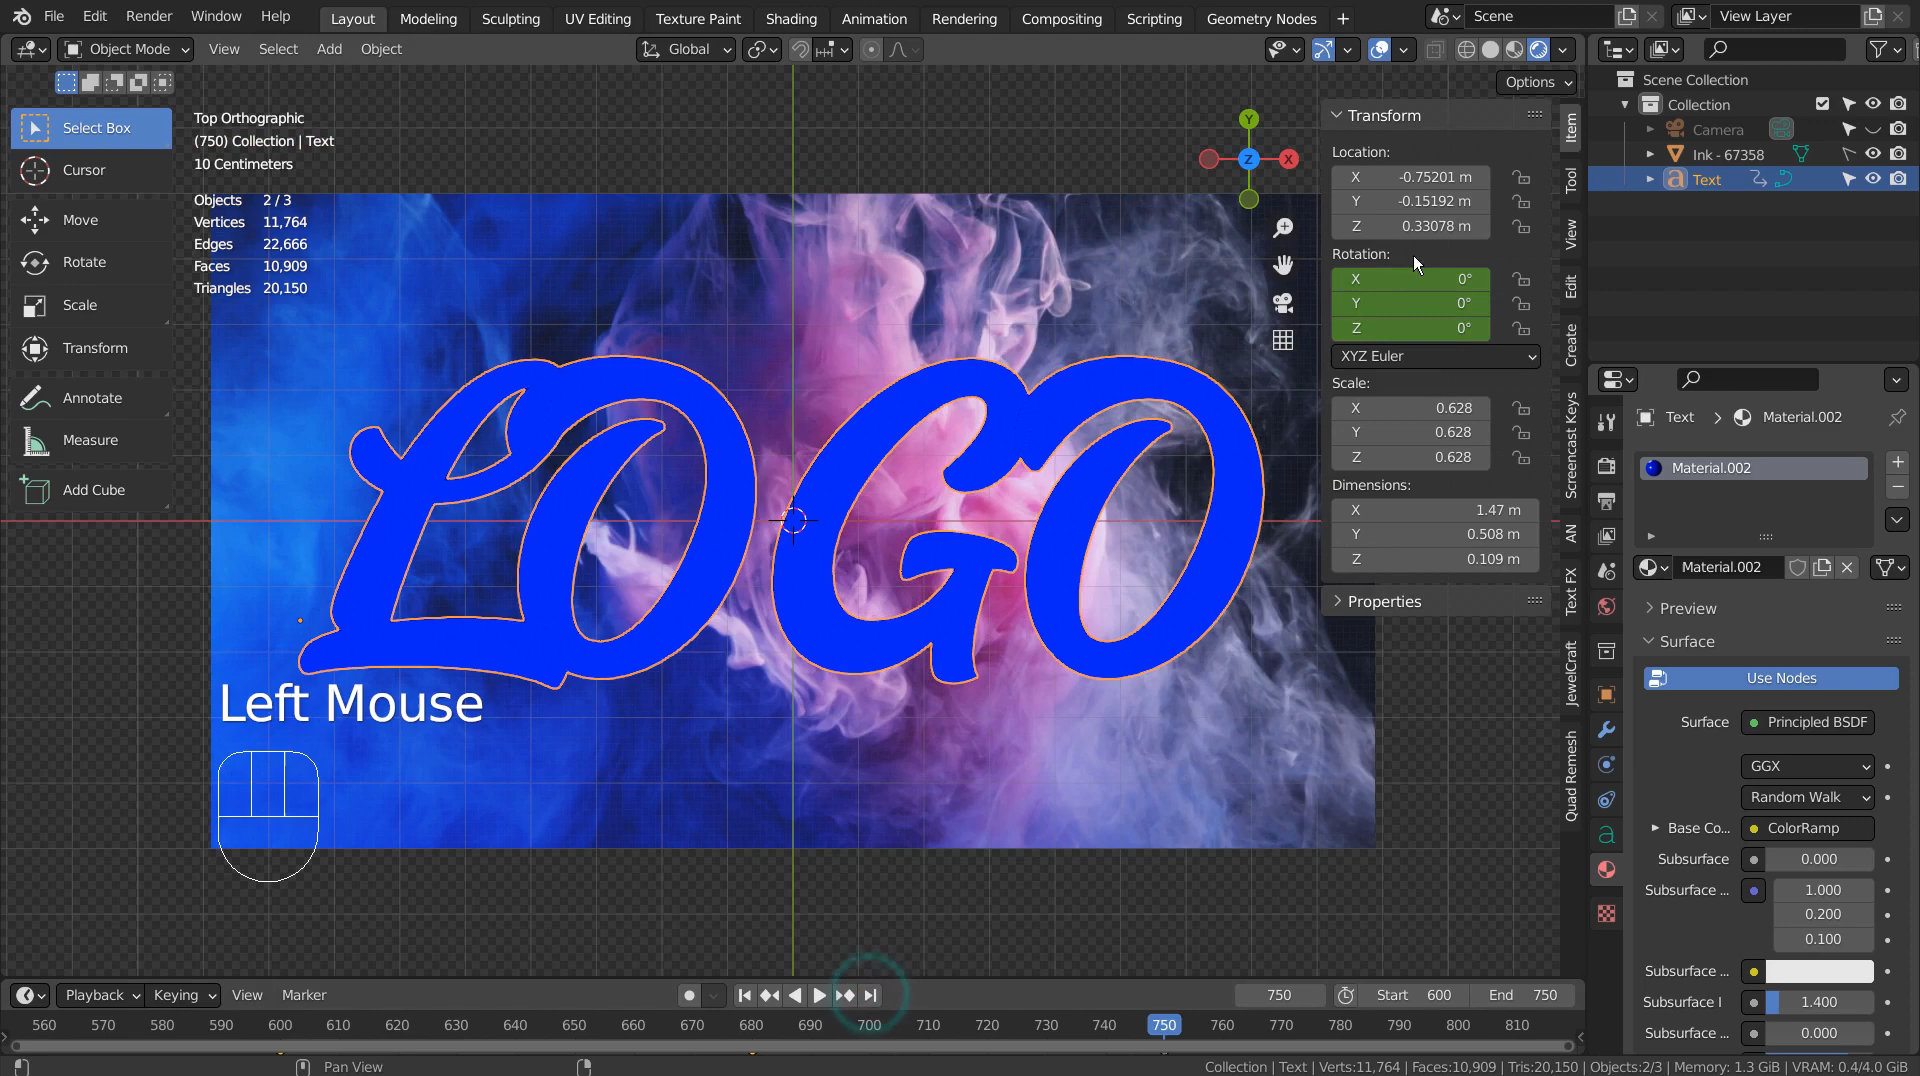 File Edit Render Window Help Layout Modeling Sculpting UV Editing Texture Paint Shading Animation Rendering Compositing Scripting Geometry Nodes + Scene View Layer
Object Mode View Select Add Object Global
Options
Select Box
Cursor
Move
Rotate
Scale
Transform
Annotate
Measure
Add Cube
Top Orthographic
(750) Collection | Text
10 Centimeters
Objects 2 / 3
Vertices 11,764
Edges 22,666
Faces 10,909
Triangles 20,150
LOGO
Left Mouse
Y
Z X
Transform
Location:
X -0.75201 m
Y -0.15192 m
Z 0.33078 m
Rotation:
X 0°
Y 0°
Z 0°
XYZ Euler
Scale:
X 0.628
Y 0.628
Z 0.628
Dimensions:
X 1.47 m
Y 0.508 m
Z 0.109 m
Properties
Item
Tool
View
Edit
Create
Screencast Keys
AN
Text FX
JewelCraft
Quad Remesh
Scene Collection
Collection
Camera
Ink - 67358
Text
Text > Material.002
Material.002
Material.002
Preview
Surface
Use Nodes
Surface Principled BSDF
GGX
Random Walk
Base Co... ColorRamp
Subsurface 0.000
Subsurface ... 1.000
0.200
0.100
Subsurface ...
Subsurface I 1.400
Subsurface ... 0.000
Playback Keying View Marker 750 Start 600 End 750
560 570 580 590 600 610 620 630 640 650 660 670 680 690 700 710 720 730 740 750 760 770 780 790 800 810
Pan View
Collection | Text | Verts:11,764 | Faces:10,909 | Tris:20,150 | Objects:2/3 | Memory: 1.3 GiB | VRAM: 0.4/4.0 GiB